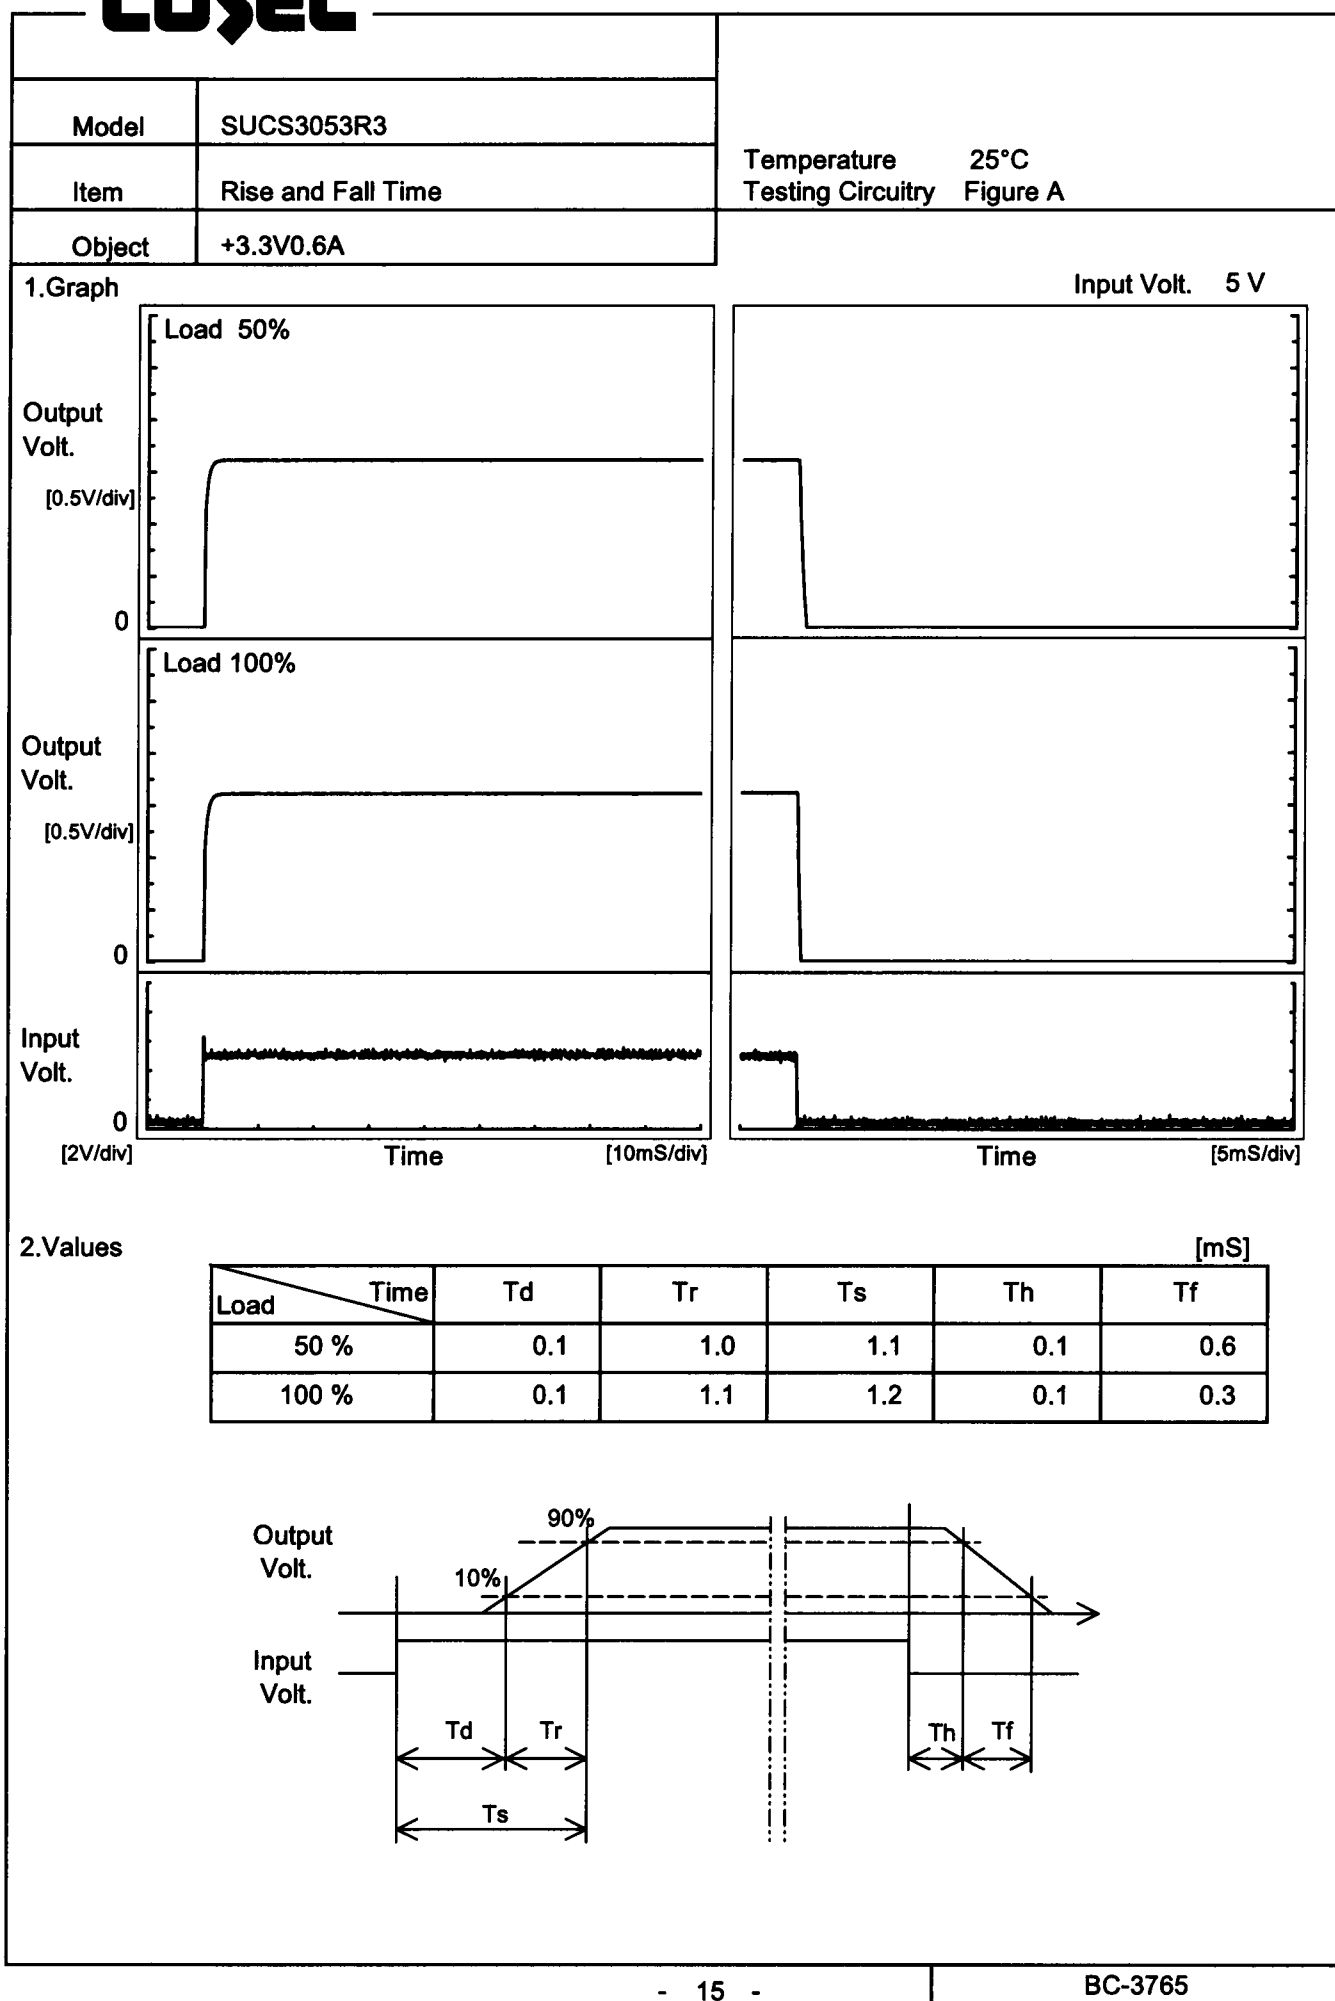 COSEL
Model SUCS3053R3
Temperature 25°C
Item Rise and Fall Time
Testing Circuitry Figure A
Object +3.3V0.6A
1.Graph
Input Volt. 5 V
Load 50%
Output
Volt.
[0.5V/div]
0
Load 100%
Output
Volt.
[0.5V/div]
0
Input
Volt.
0
[2V/div] Time [10mS/div] Time [5mS/div]
2.Values
[mS]
Time Td Tr Ts Th Tf
Load
50 % 0.1 1.0 1.1 0.1 0.6
100 % 0.1 1.1 1.2 0.1 0.3
90%
Output
Volt.
10%
Input
Volt.
Td Tr Th Tf
Ts
- 15 - BC-3765